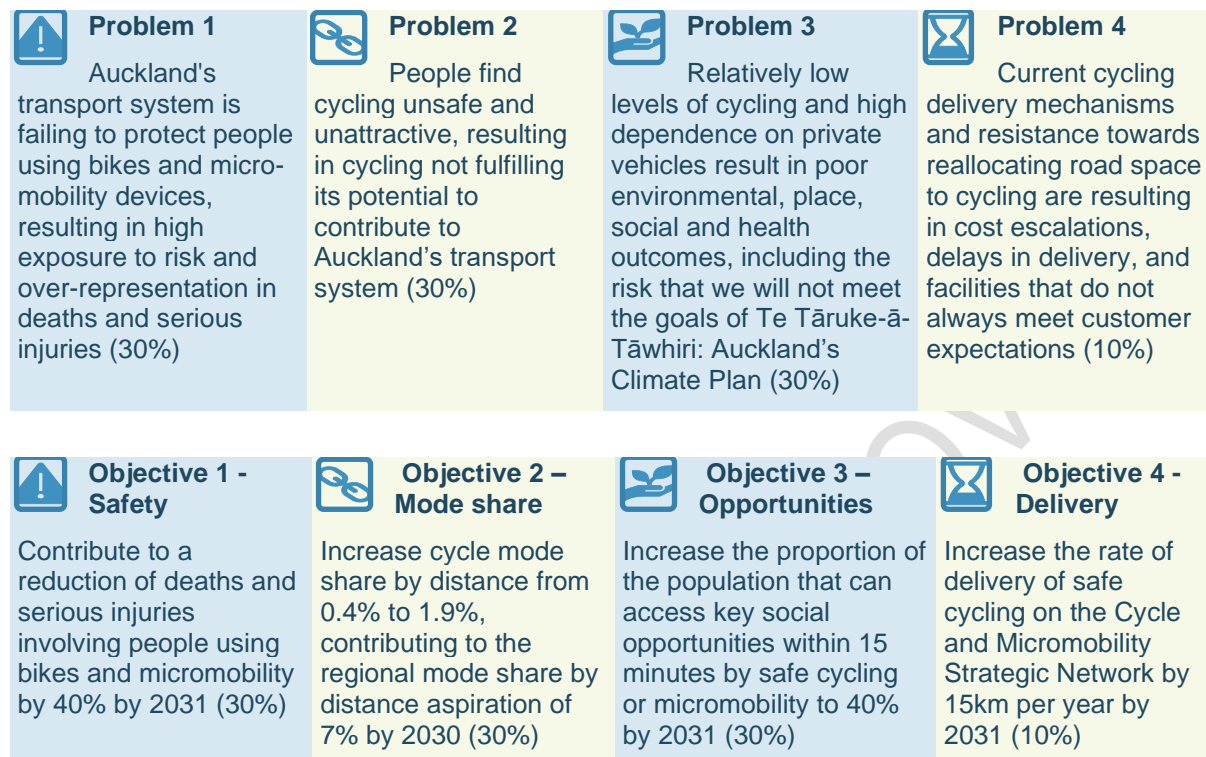 Problem 1
Auckland's
transport system is
failing to protect people
using bikes and micro-
mobility devices,
resulting in high
exposure to risk and
over-representation in
deaths and serious
injuries (30%)
Problem 2
People find
cycling unsafe and
unattractive, resulting
in cycling not fulfilling
its potential to
contribute to
Auckland’s transport
system (30%)
Problem 3
Relatively low
levels of cycling and high
dependence on private
vehicles result in poor
environmental, place,
social and health
outcomes, including the
risk that we will not meet
the goals of Te Tāruke-ā-
Tāwhiri: Auckland’s
Climate Plan (30%)
Problem 4
Current cycling
delivery mechanisms
and resistance towards
reallocating road space
to cycling are resulting
in cost escalations,
delays in delivery, and
facilities that do not
always meet customer
expectations (10%)
Objective 1 -
Safety
Contribute to a
reduction of deaths and
serious injuries
involving people using
bikes and micromobility
by 40% by 2031 (30%)
Objective 2 –
Mode share
Increase cycle mode
share by distance from
0.4% to 1.9%,
contributing to the
regional mode share by
distance aspiration of
7% by 2030 (30%)
Objective 3 –
Opportunities
Increase the proportion of
the population that can
access key social
opportunities within 15
minutes by safe cycling
or micromobility to 40%
by 2031 (30%)
Objective 4 -
Delivery
Increase the rate of
delivery of safe
cycling on the Cycle
and Micromobility
Strategic Network by
15km per year by
2031 (10%)